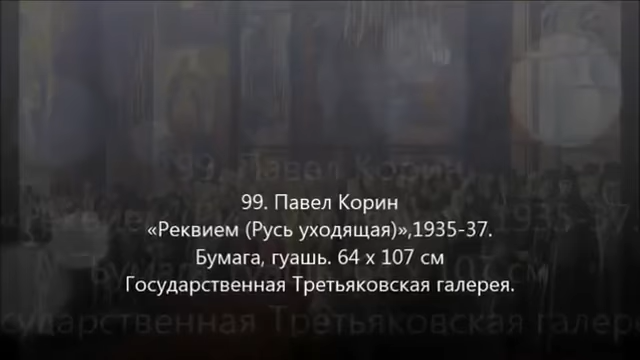 99. Павел Корин
«Реквием (Русь уходящая)»,1935-37.
Бумага, гуашь. 64 х 107 см
Государственная Третьяковская галерея.